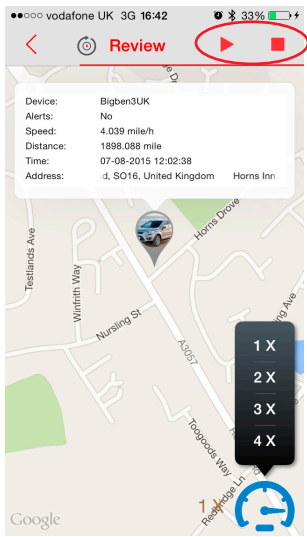 vodafone UK 3G 16:42 33%
Review
Device: Bigben3UK
Alerts: No
Speed: 4.039 mile/h
Distance: 1898.088 mile
Time: 07-08-2015 12:02:38
Address: d, SO16, United Kingdom Horns Inn,
Horns Drove
Testlands Ave
Winfrith Way
Nursling St
A3057
Toogoods Way
1 X
2 X
3 X
4 X
1 X
Redbridge Ln
Google